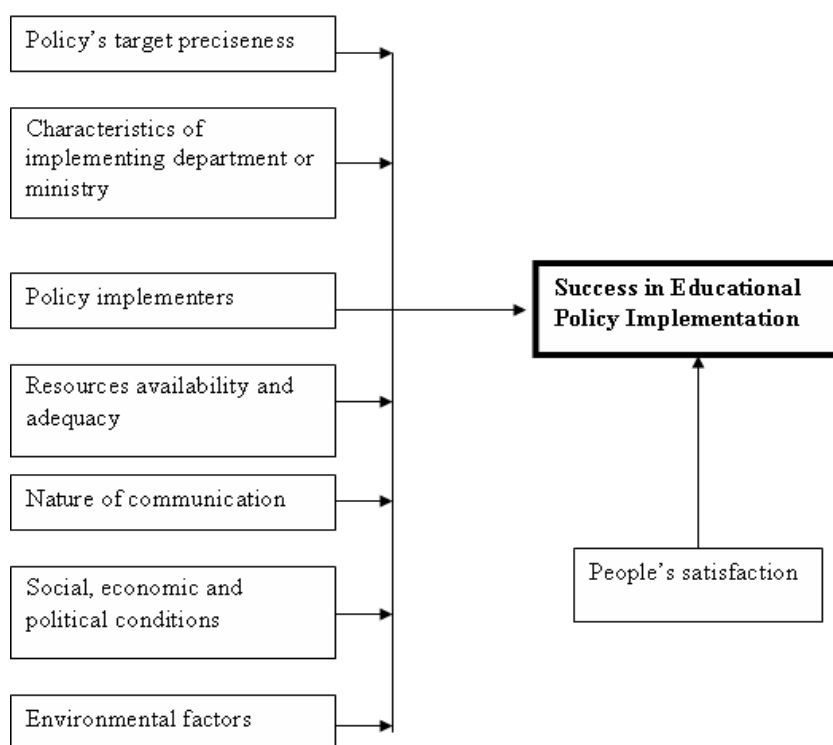 Policy’s target preciseness
Characteristics of
implementing department or
ministry
Policy implementers
Resources availability and
adequacy
Nature of communication
Social, economic and
political conditions
Environmental factors
Success in Educational
Policy Implementation
People’s satisfaction